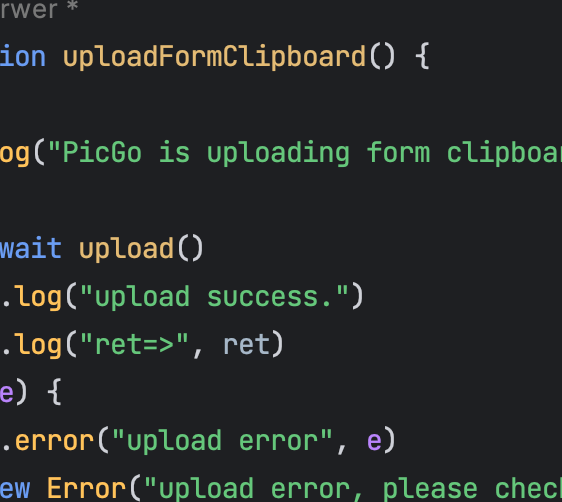 rwer *
ion uploadFormClipboard() {
og("PicGo is uploading form clipboa
wait upload()
.log("upload success.")
.log("ret=>", ret)
e) {
.error("upload error", e)
ew Error("upload error, please chec